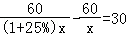 60/((1+25%)x) - 60/x = 30